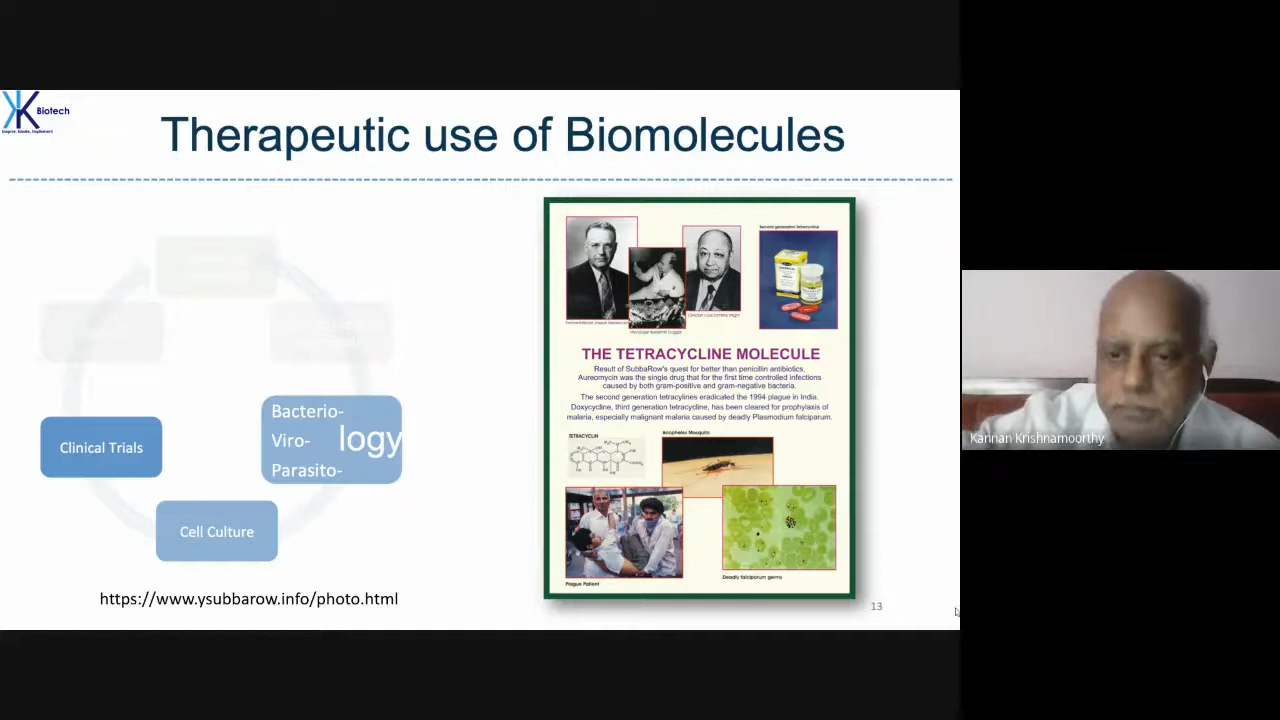 Biotech
Therapeutic use of Biomolecules
Clinical Trials
Bacterio-
Viro-
Parasito-
logy
Cell Culture
https://www.ysubbarow.info/photo.html
Second generation tetracycline
THE TETRACYCLINE MOLECULE
Result of SubbaRow's quest for better than penicillin antibiotics,
Aureomycin was the single drug that for the first time controlled infections
caused by both gram-positive and gram-negative bacteria.
The second generation tetracylines eradicated the 1994 plague in India.
Doxycycline, third generation tetracycline, has been cleared for prophylaxis of
malaria, especially malignant malaria caused by deadly Plasmodium falciparum.
TETRACYCLIN
Anopheles Mosquito
Plague Patient
Deadly falciparum germs
13
Kannan Krishnamoorthy